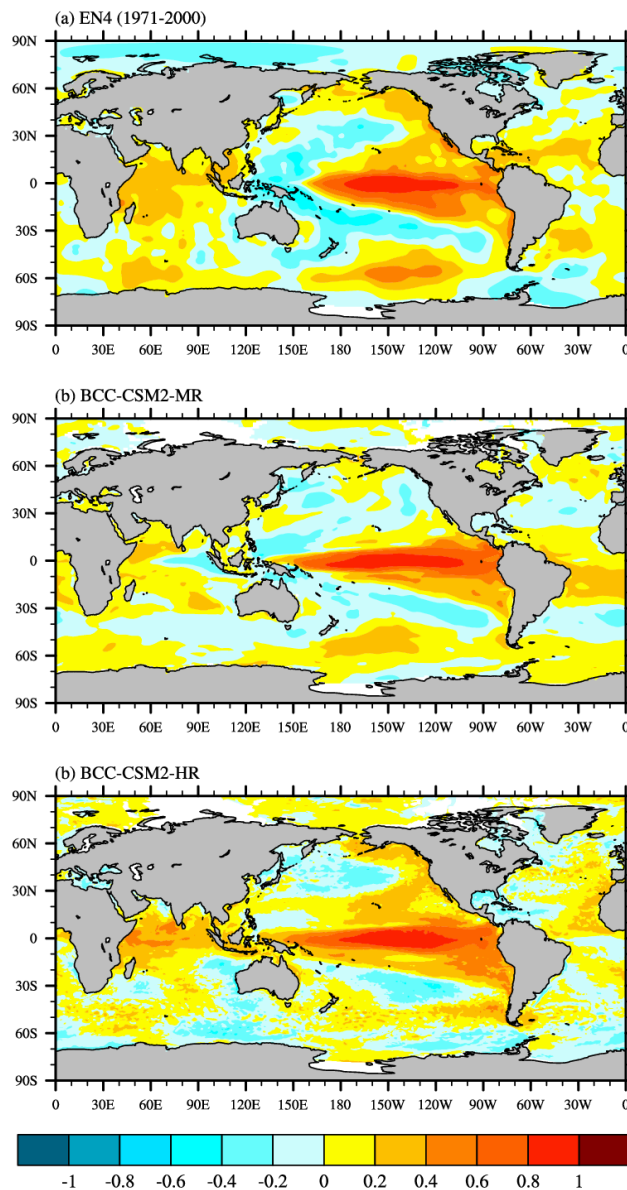 (a) EN4 (1971-2000)
90N
60N
30N
0
30S
60S
90S
0 30E 60E 90E 120E 150E 180 150W 120W 90W 60W 30W 0
(b) BCC-CSM2-MR
90N
60N
30N
0
30S
60S
90S
0 30E 60E 90E 120E 150E 180 150W 120W 90W 60W 30W 0
(b) BCC-CSM2-HR
90N
60N
30N
0
30S
60S
90S
0 30E 60E 90E 120E 150E 180 150W 120W 90W 60W 30W 0
-1 -0.8 -0.6 -0.4 -0.2 0 0.2 0.4 0.6 0.8 1